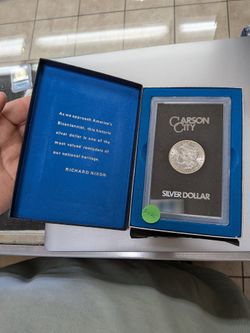 As we approach America's
Bicentennial, this historic
silver dollar is one of the
most valued reminders of
our national heritage.
RICHARD NIXON
CARSON
CITY
SILVER DOLLAR